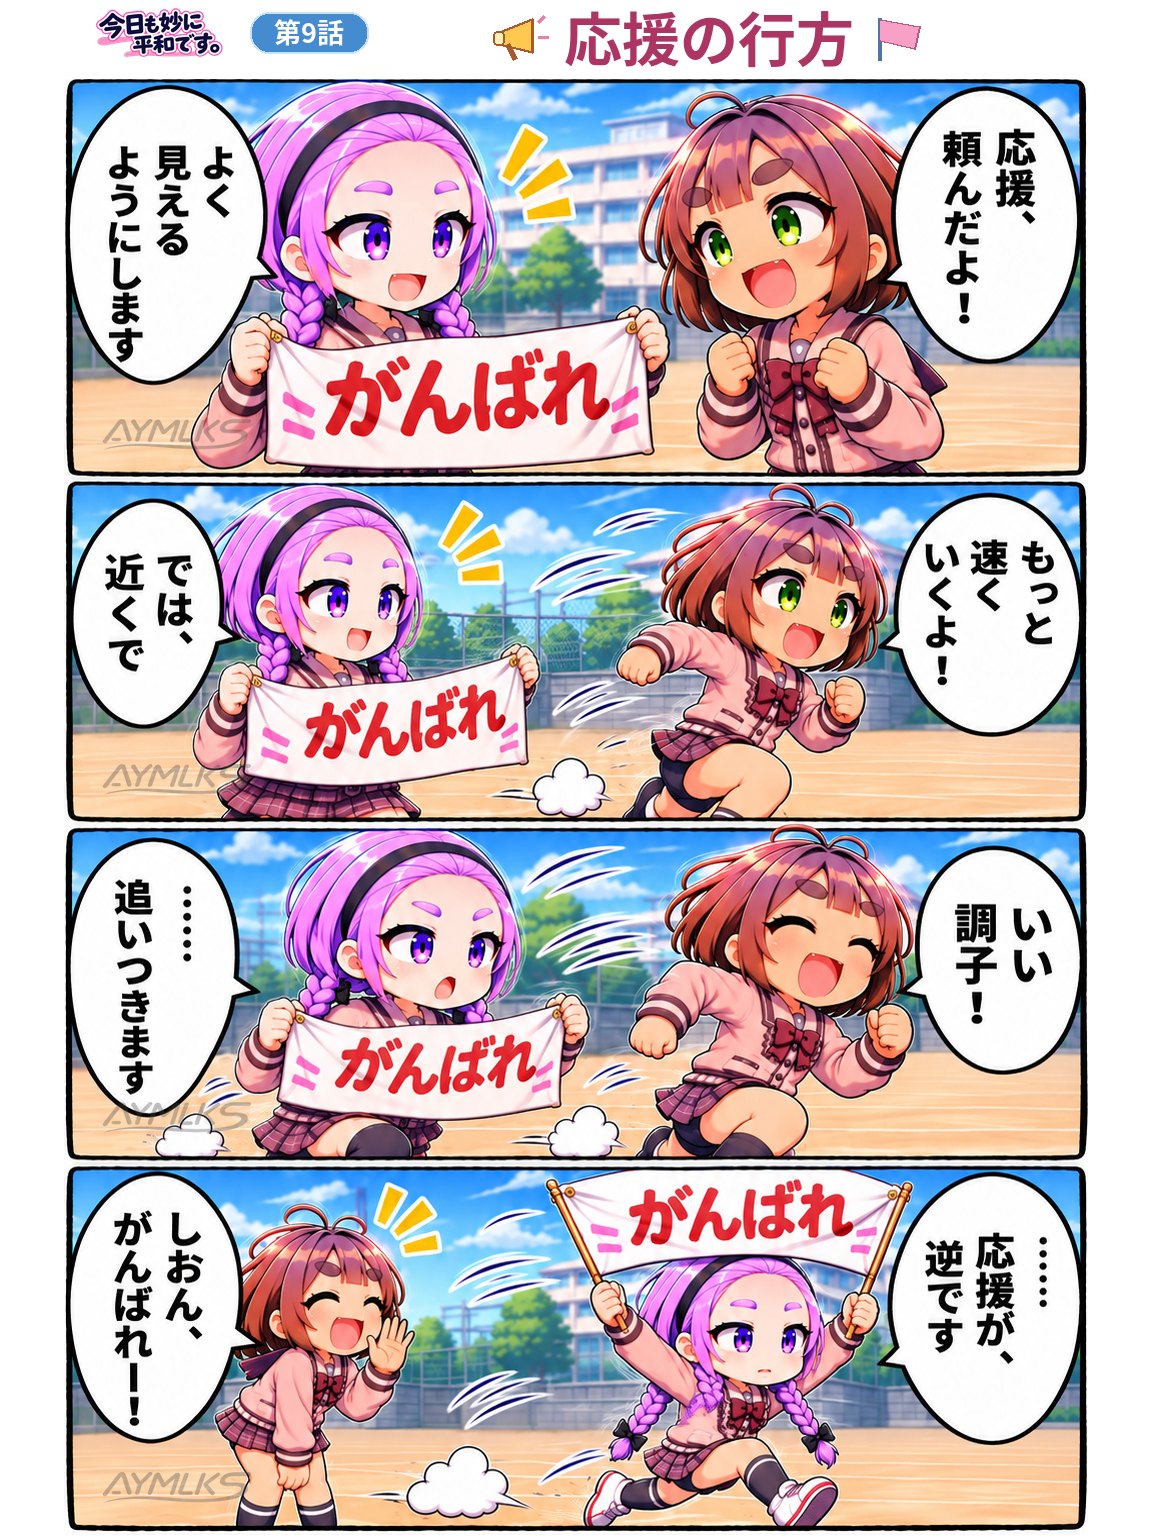 今日も妙に
平和です。
第9話
応援の行方
応援、
頼んだよ！
よく
見える
ようにします
がんばれ
AYMLKS
もっと
速く
いくよ！
では、
近くで
がんばれ
AYMLKS
いい
調子！
……
追いつきます
がんばれ
AYMLKS
……
応援が、
逆です
がんばれ
しおん、
がんばれー！
AYMLKS